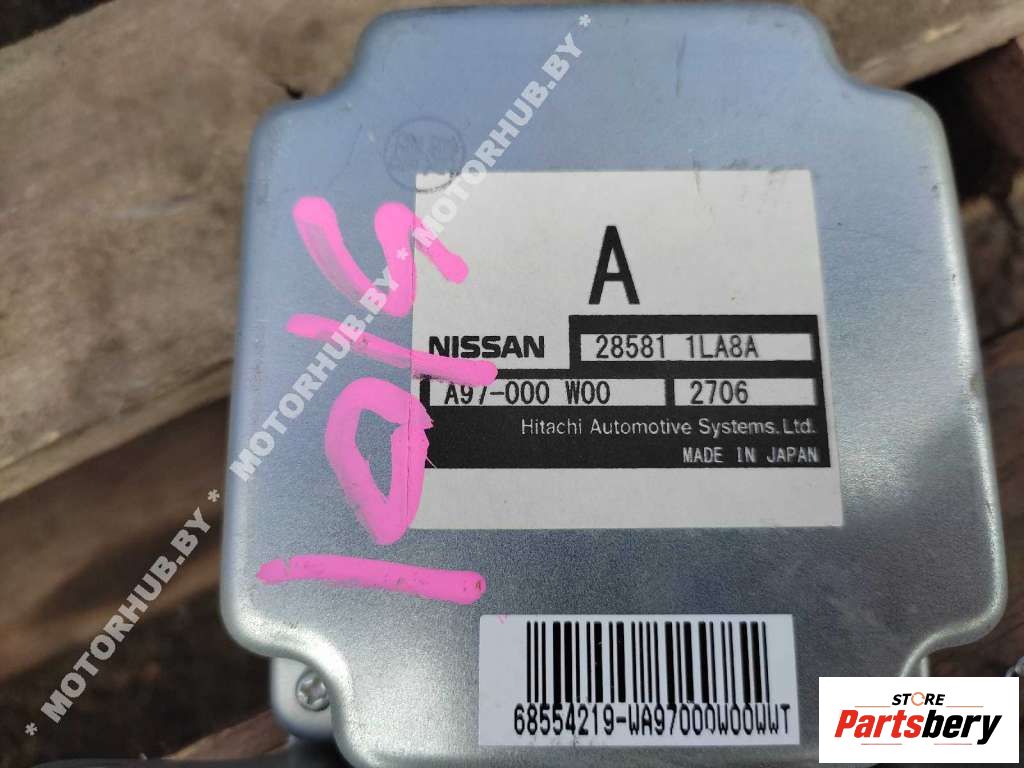 A
NISSAN 28581 1LA8A
A97-000 W00 2706
Hitachi Automotive Systems, Ltd.
MADE IN JAPAN
1015
68554219-WA97000W00WWT
* MOTORHUB.BY * MOTORHUB.BY * MOTORHUB.BY *
STORE
Partsbery